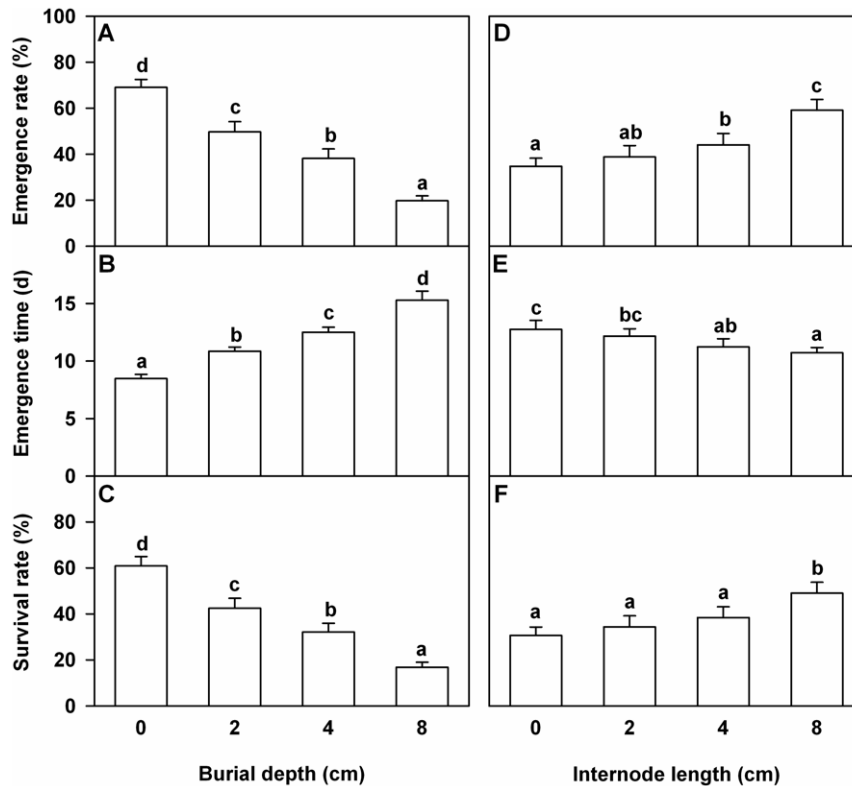 A
Emergence rate (%)
100
80
60
40
20
0
d
c
b
a
D
a
ab
b
c
B
Emergence time (d)
15
10
5
0
a
b
c
d
E
c
bc
ab
a
C
Survival rate (%)
80
60
40
20
0
d
c
b
a
F
a
a
a
b
0 2 4 8
0 2 4 8
Burial depth (cm)
Internode length (cm)